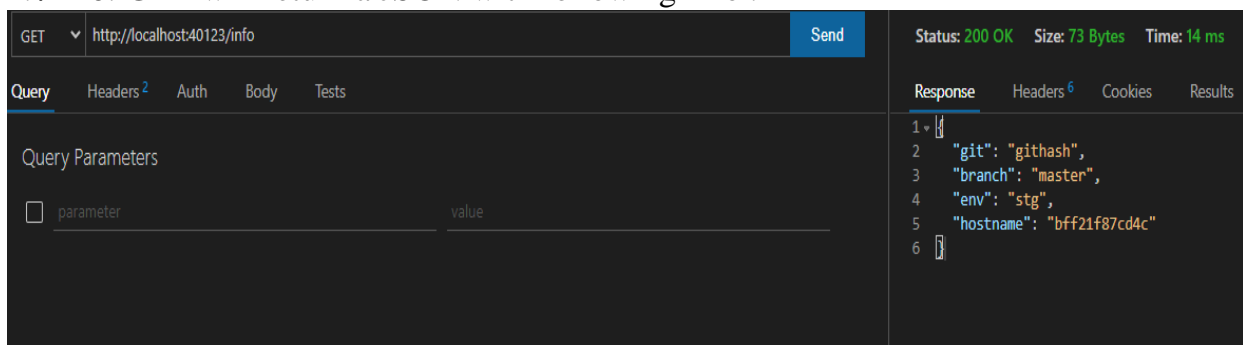 GET http://localhost:40123/info Send
Status: 200 OK Size: 73 Bytes Time: 14 ms
Query Headers 2 Auth Body Tests
Response Headers 6 Cookies Results
Query Parameters
parameter value
1 {
2 "git": "githash",
3 "branch": "master",
4 "env": "stg",
5 "hostname": "bff21f87cd4c"
6 }